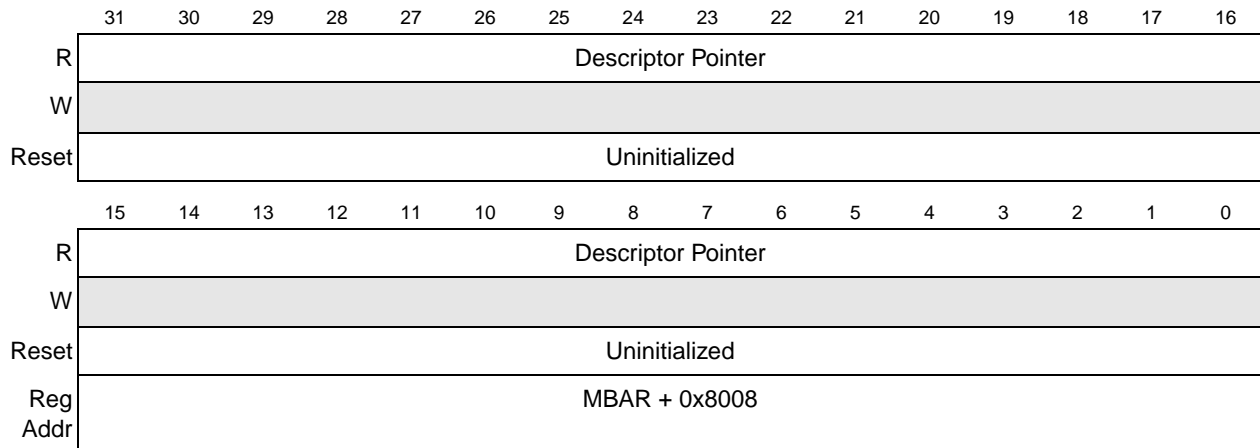 31 30 29 28 27 26 25 24 23 22 21 20 19 18 17 16
R Descriptor Pointer
W
Reset Uninitialized
15 14 13 12 11 10 9 8 7 6 5 4 3 2 1 0
R Descriptor Pointer
W
Reset Uninitialized
Reg MBAR + 0x8008
Addr